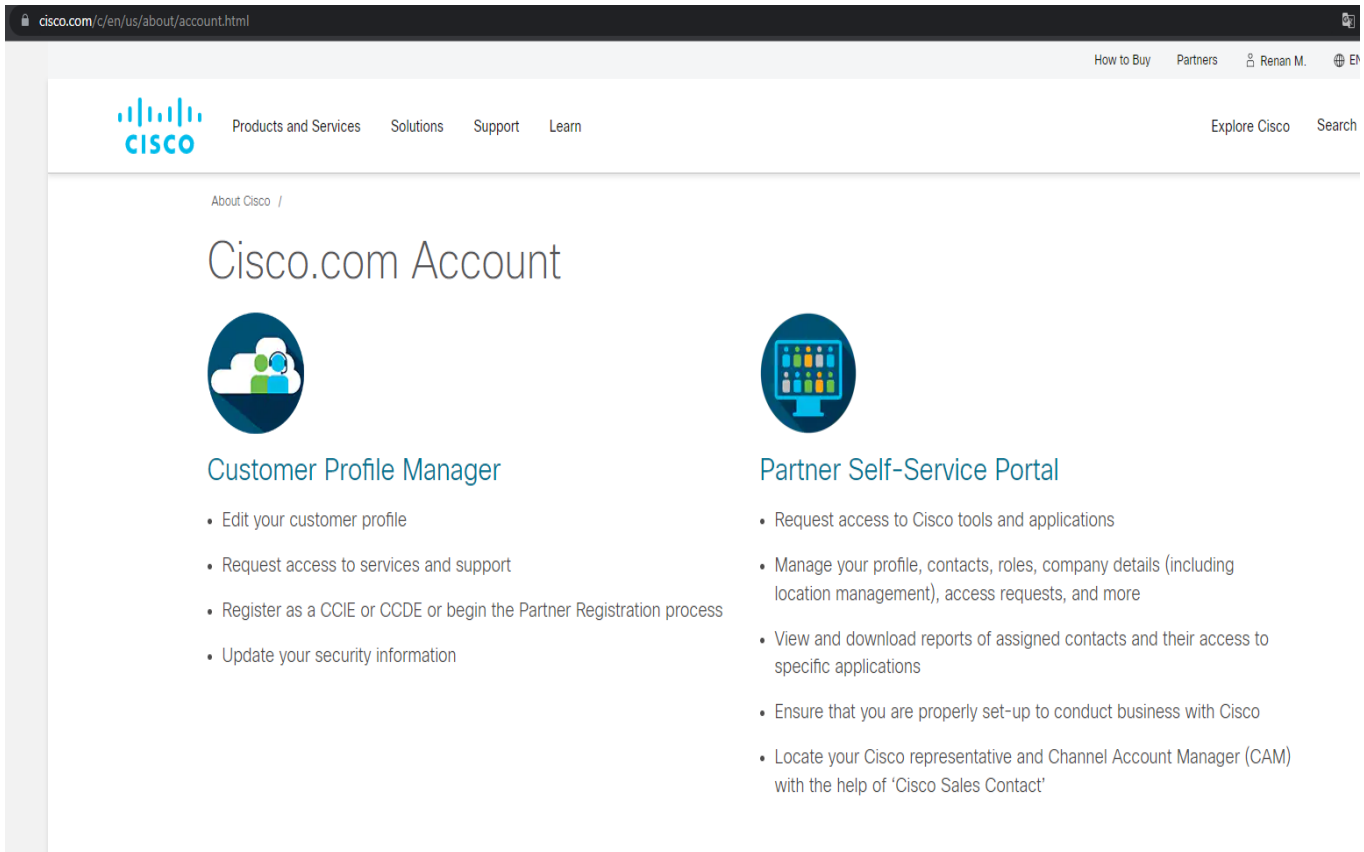 cisco.com/c/en/us/about/account.html
How to Buy Partners Renan M. EN
CISCO
Products and Services Solutions Support Learn Explore Cisco Search
About Cisco /
Cisco.com Account
Customer Profile Manager
• Edit your customer profile
• Request access to services and support
• Register as a CCIE or CCDE or begin the Partner Registration process
• Update your security information
Partner Self-Service Portal
• Request access to Cisco tools and applications
• Manage your profile, contacts, roles, company details (including
location management), access requests, and more
• View and download reports of assigned contacts and their access to
specific applications
• Ensure that you are properly set-up to conduct business with Cisco
• Locate your Cisco representative and Channel Account Manager (CAM)
with the help of ‘Cisco Sales Contact’